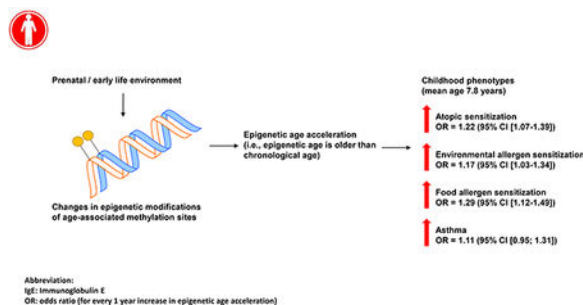 Prenatal / early life environment
Changes in epigenetic modifications
of age-associated methylation sites
Epigenetic age acceleration
(i.e., epigenetic age is older than
chronological age)
Childhood phenotypes
(mean age 7.8 years)
Atopic sensitization
OR = 1.22 (95% CI [1.07-1.39])
Environmental allergen sensitization
OR = 1.17 (95% CI [1.03-1.34])
Food allergen sensitization
OR = 1.29 (95% CI [1.12-1.49])
Asthma
OR = 1.11 (95% CI [0.95; 1.31])
Abbreviation:
IgE: Immunoglobulin E
OR: odds ratio (for every 1 year increase in epigenetic age acceleration)